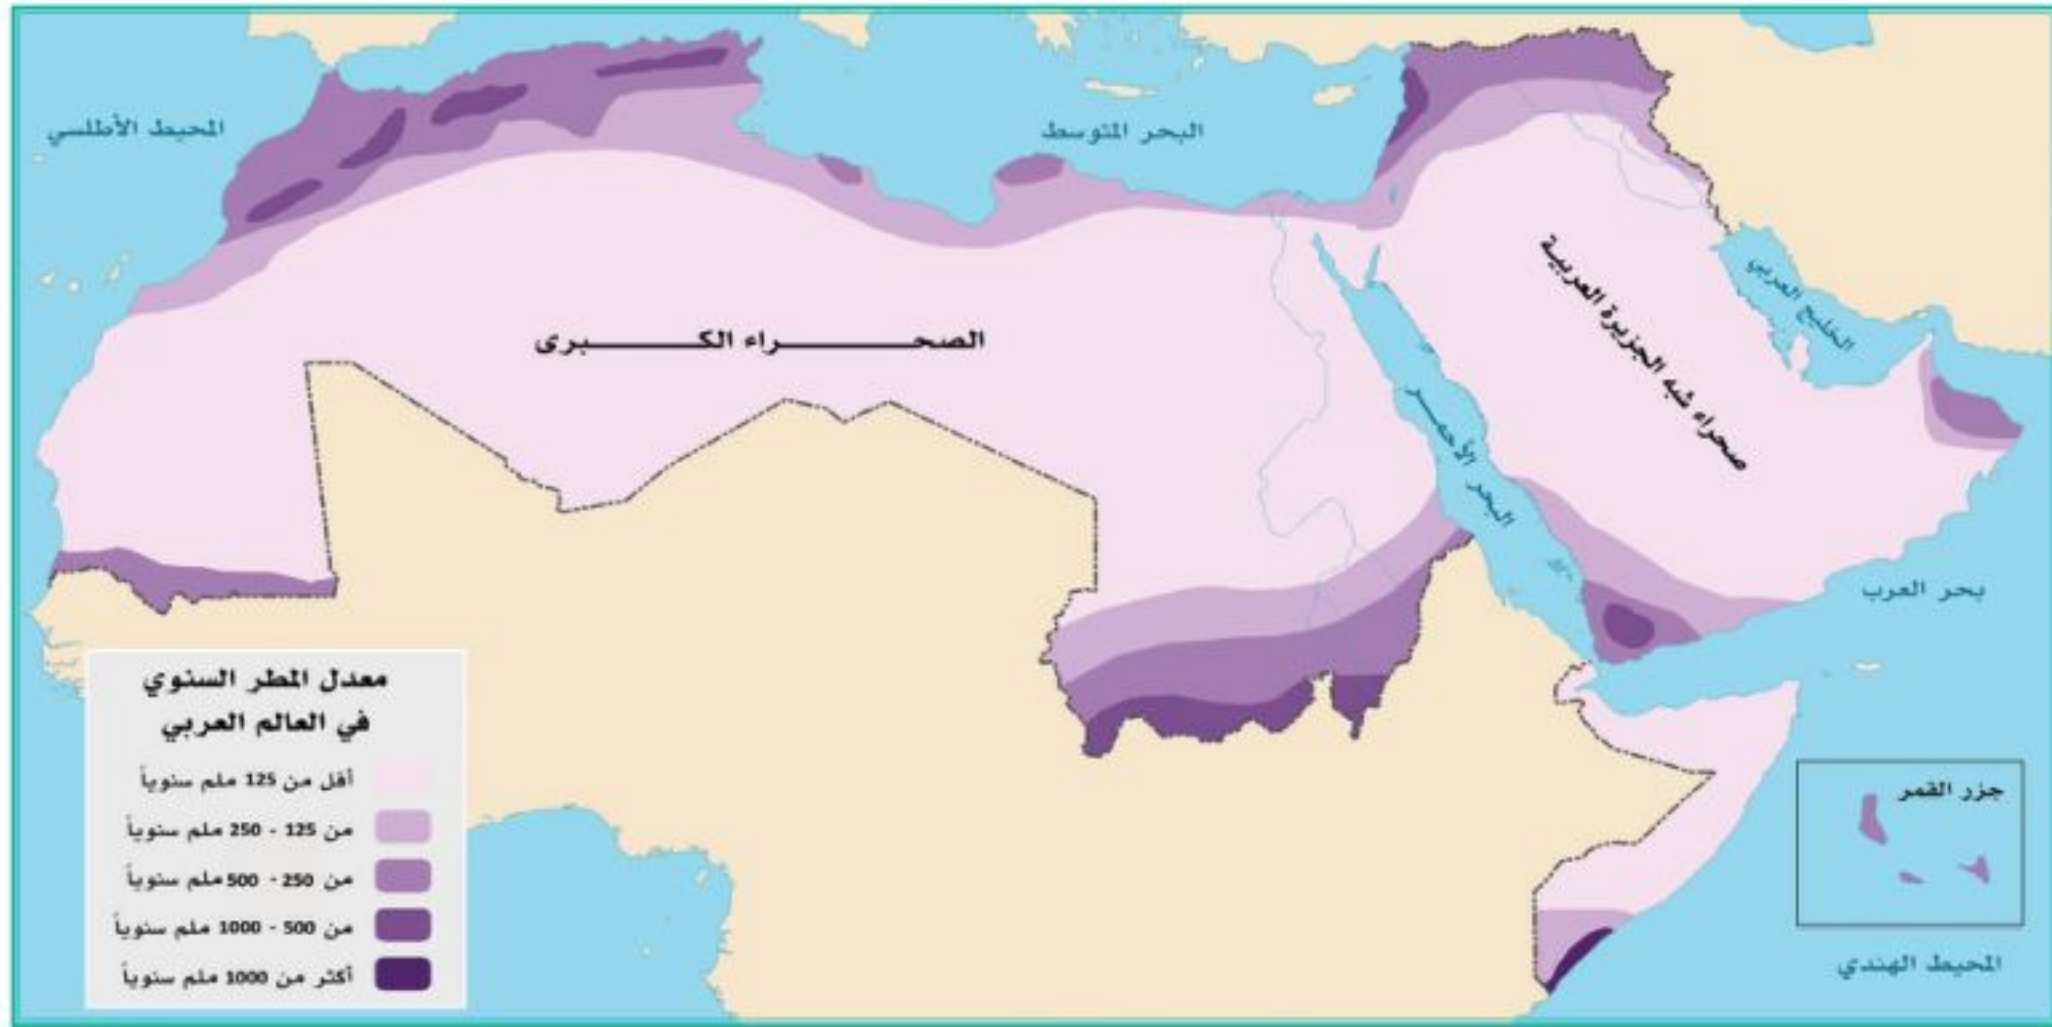 المحيط الأطلسي
البحر المتوسط
الصحراء الكبرى
صحراء شبه الجزيرة العربية
الخليج العربي
البحر الأحمر
بحر العرب
معدل المطر السنوي
في العالم العربي
أقل من 125 ملم سنوياً
من 125 - 250 ملم سنوياً
من 250 - 500 ملم سنوياً
من 500 - 1000 ملم سنوياً
أكثر من 1000 ملم سنوياً
جزر القمر
المحيط الهندي